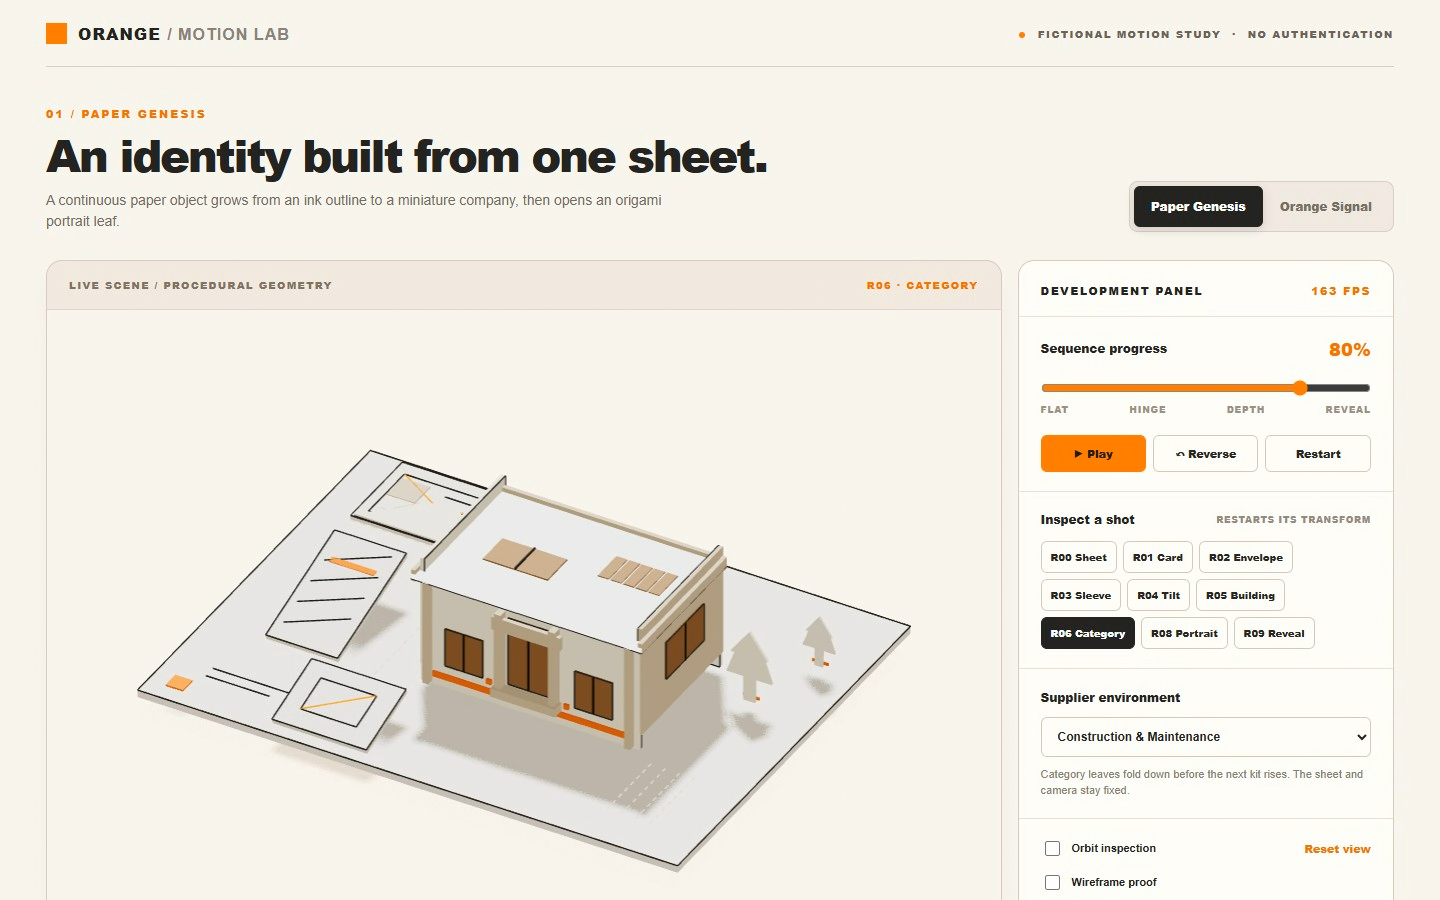 ORANGE / MOTION LAB
FICTIONAL MOTION STUDY · NO AUTHENTICATION
01 / PAPER GENESIS
An identity built from one sheet.
A continuous paper object grows from an ink outline to a miniature company, then opens an origami
portrait leaf.
Paper Genesis
Orange Signal
LIVE SCENE / PROCEDURAL GEOMETRY
R06 · CATEGORY
DEVELOPMENT PANEL
163 FPS
Sequence progress
80%
FLAT HINGE DEPTH REVEAL
▶ Play
↶ Reverse
Restart
Inspect a shot
RESTARTS ITS TRANSFORM
R00 Sheet
R01 Card
R02 Envelope
R03 Sleeve
R04 Tilt
R05 Building
R06 Category
R08 Portrait
R09 Reveal
Supplier environment
Construction & Maintenance
Category leaves fold down before the next kit rises. The sheet and
camera stay fixed.
Orbit inspection
Reset view
Wireframe proof